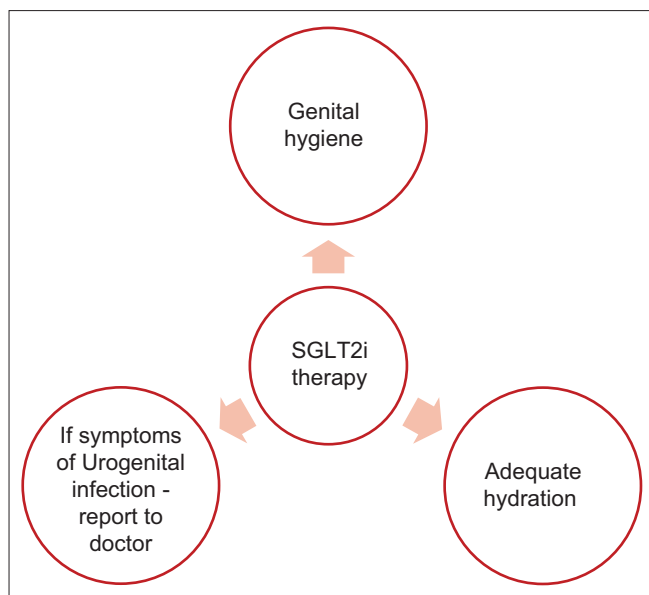 Genital
hygiene
SGLT2i
therapy
If symptoms
of Urogenital
infection -
report to
doctor
Adequate
hydration